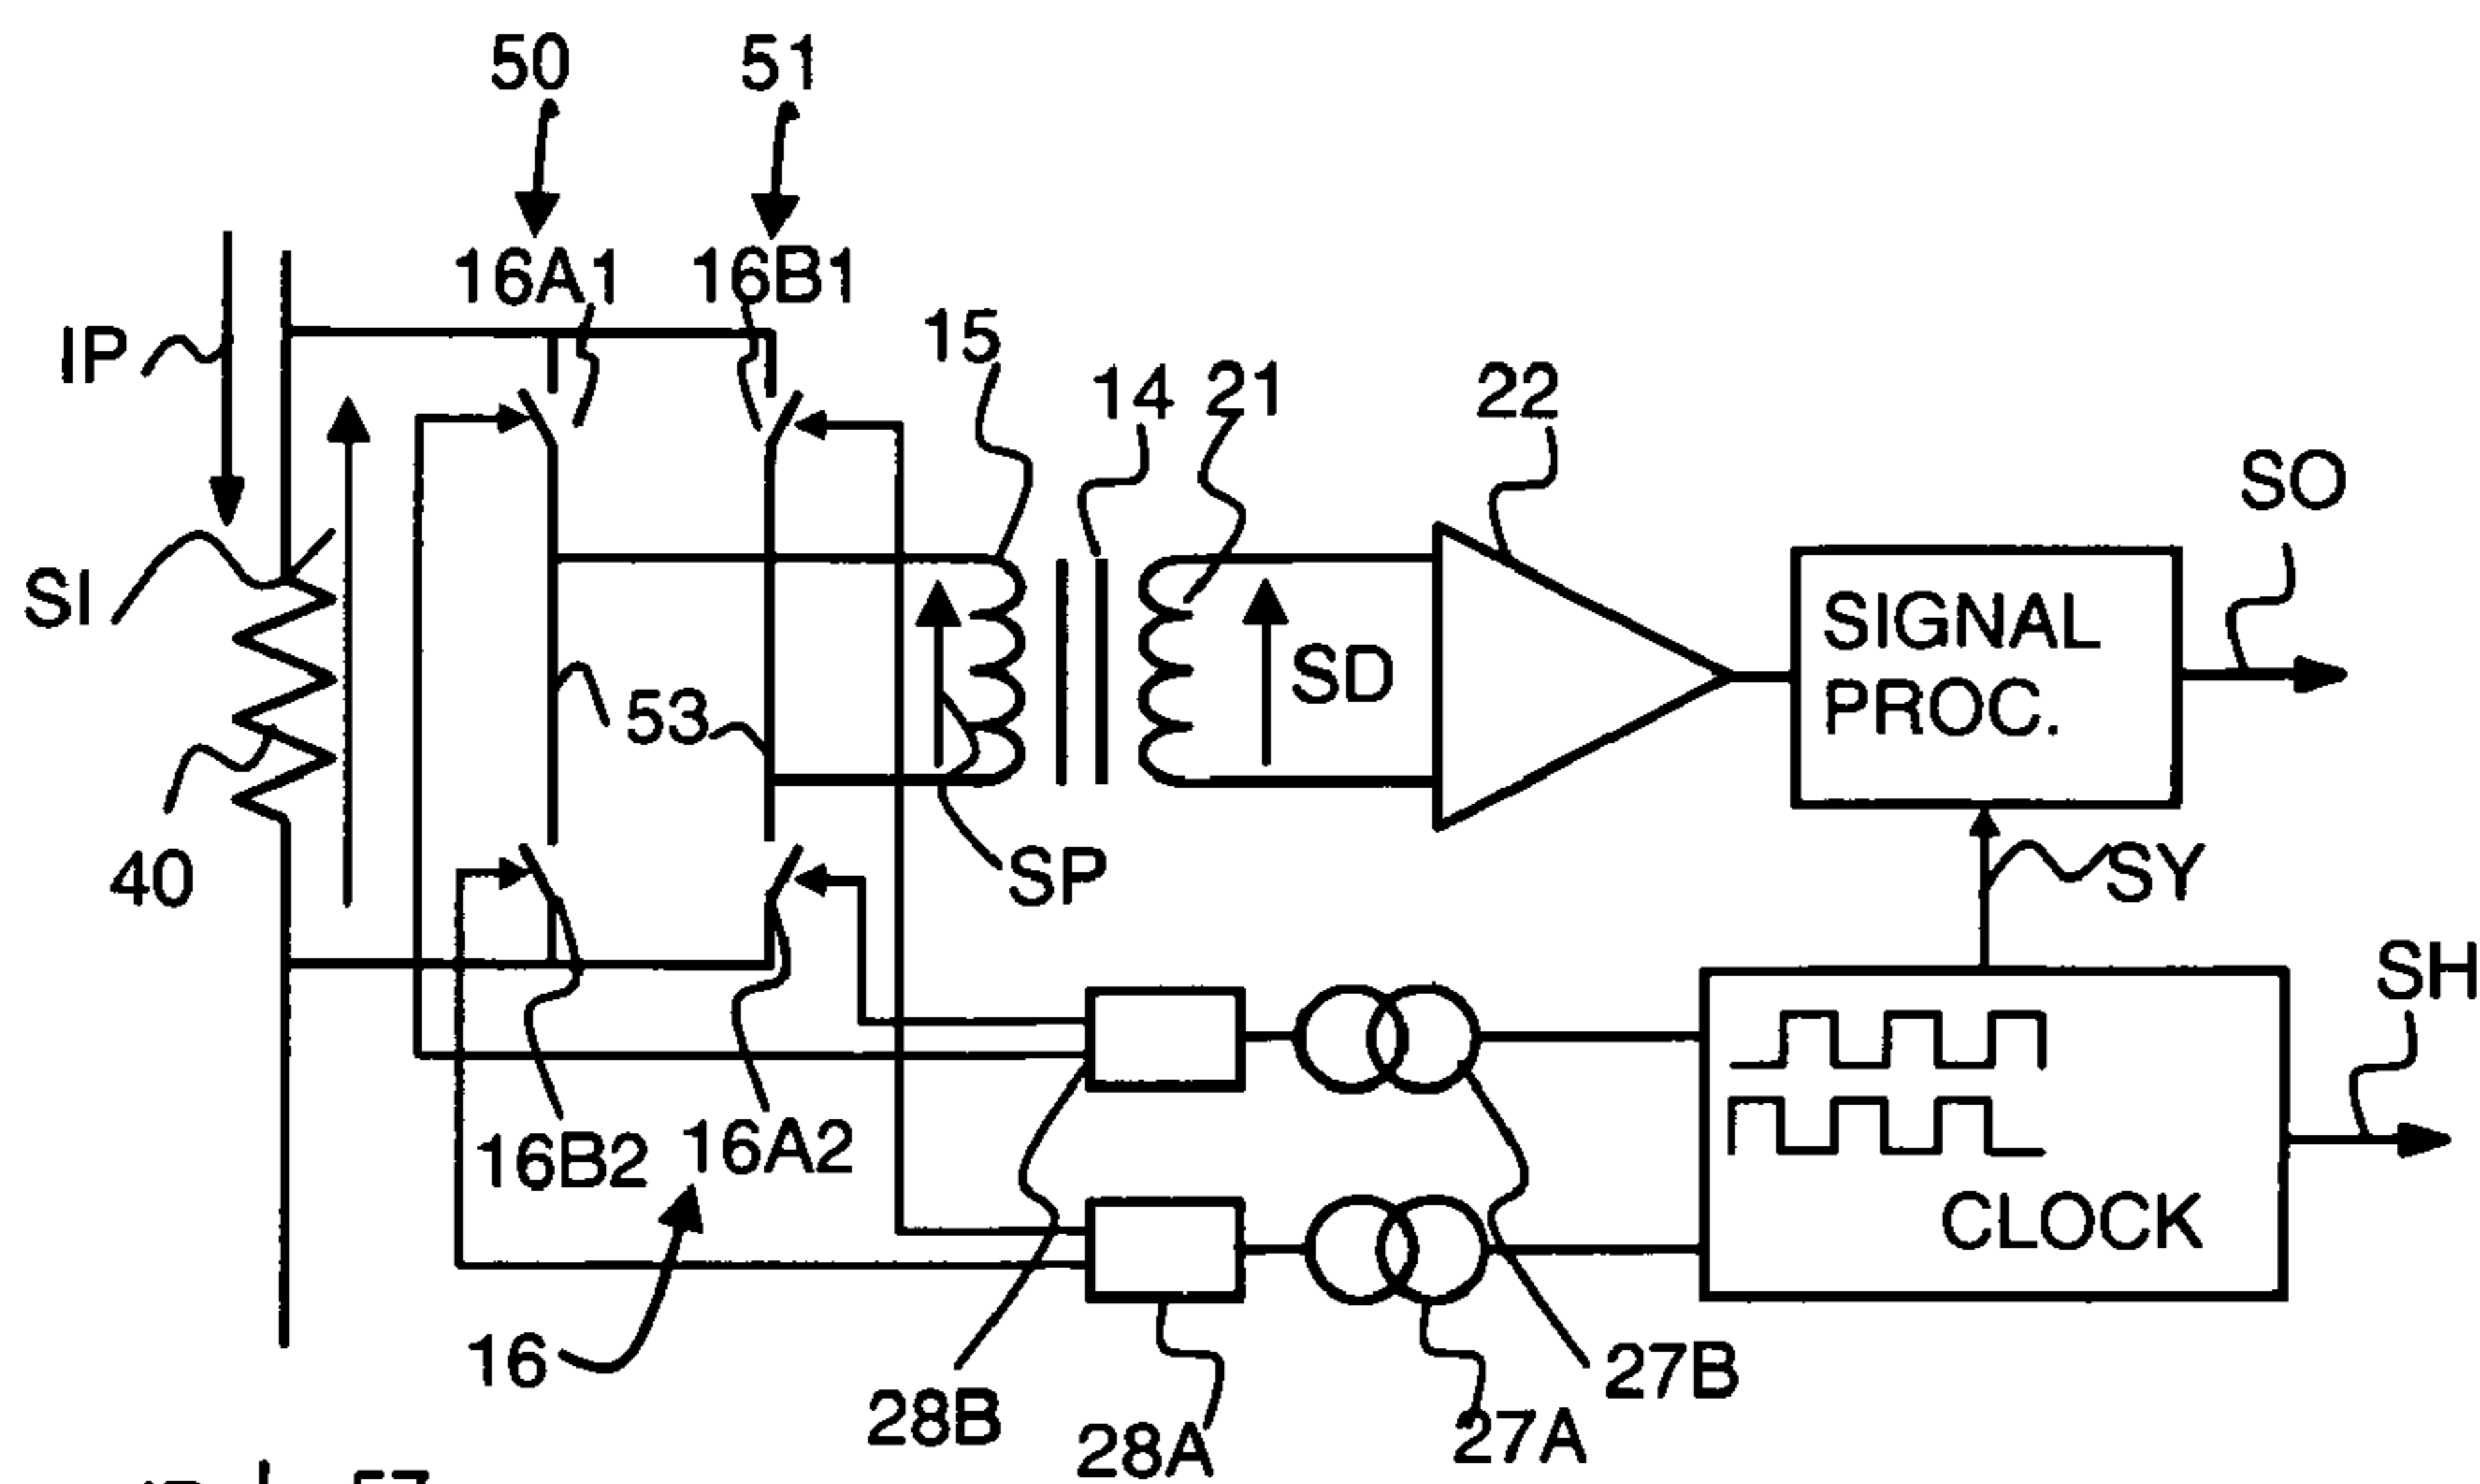 50
51
16A1
16B1
IP
15
14
21
22
SO
SI
SIGNAL
PROC.
SD
53
40
SP
SY
SH
16B2
16A2
CLOCK
16
28B
28A
27A
27B
57